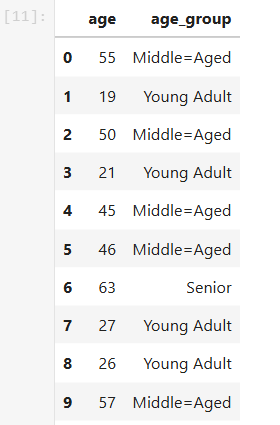 [11]:
age age_group
0 55 Middle=Aged
1 19 Young Adult
2 50 Middle=Aged
3 21 Young Adult
4 45 Middle=Aged
5 46 Middle=Aged
6 63 Senior
7 27 Young Adult
8 26 Young Adult
9 57 Middle=Aged